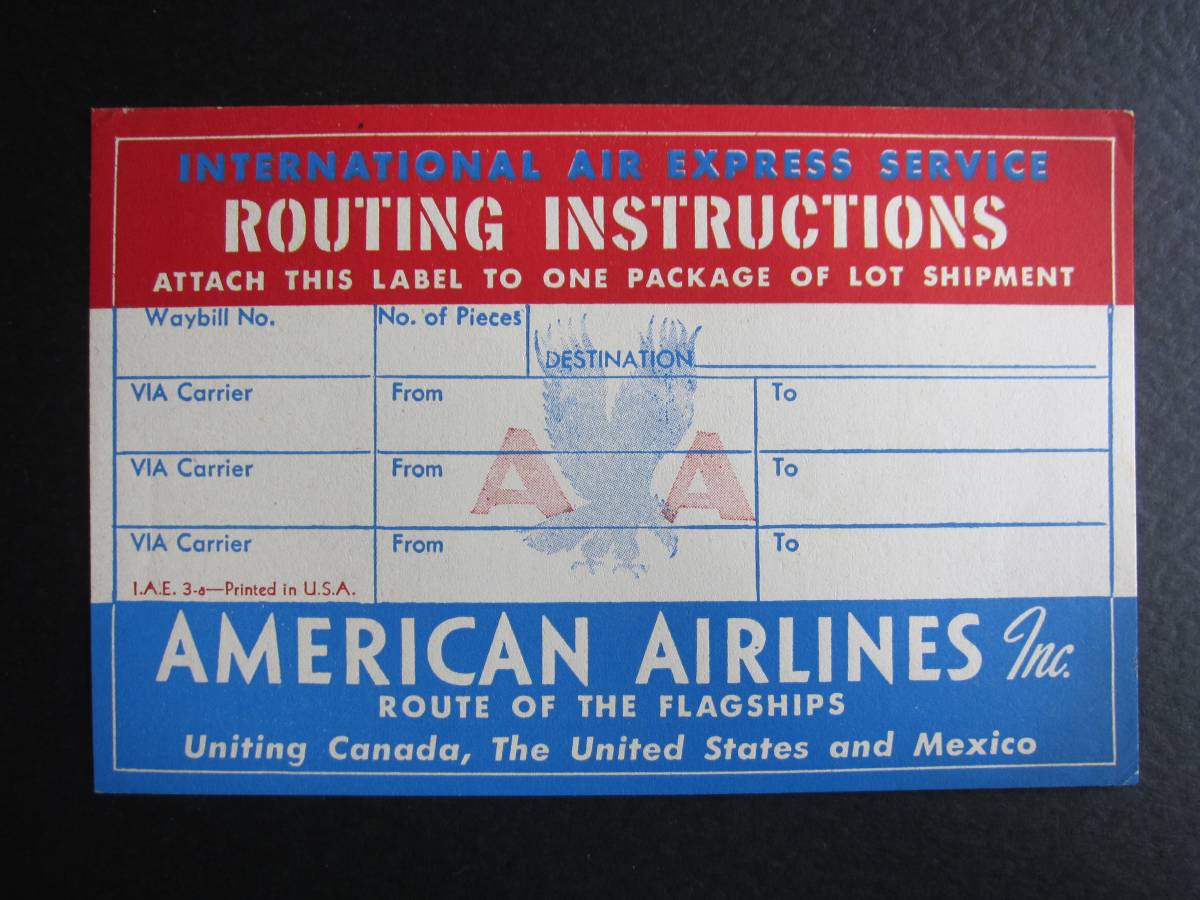 INTERNATIONAL AIR EXPRESS SERVICE
ROUTING INSTRUCTIONS
ATTACH THIS LABEL TO ONE PACKAGE OF LOT SHIPMENT
Waybill No. No. of Pieces DESTINATION
VIA Carrier From To
A A
VIA Carrier From To
VIA Carrier From To
I.A.E. 3-a—Printed in U.S.A.
AMERICAN AIRLINES Inc.
ROUTE OF THE FLAGSHIPS
Uniting Canada, The United States and Mexico